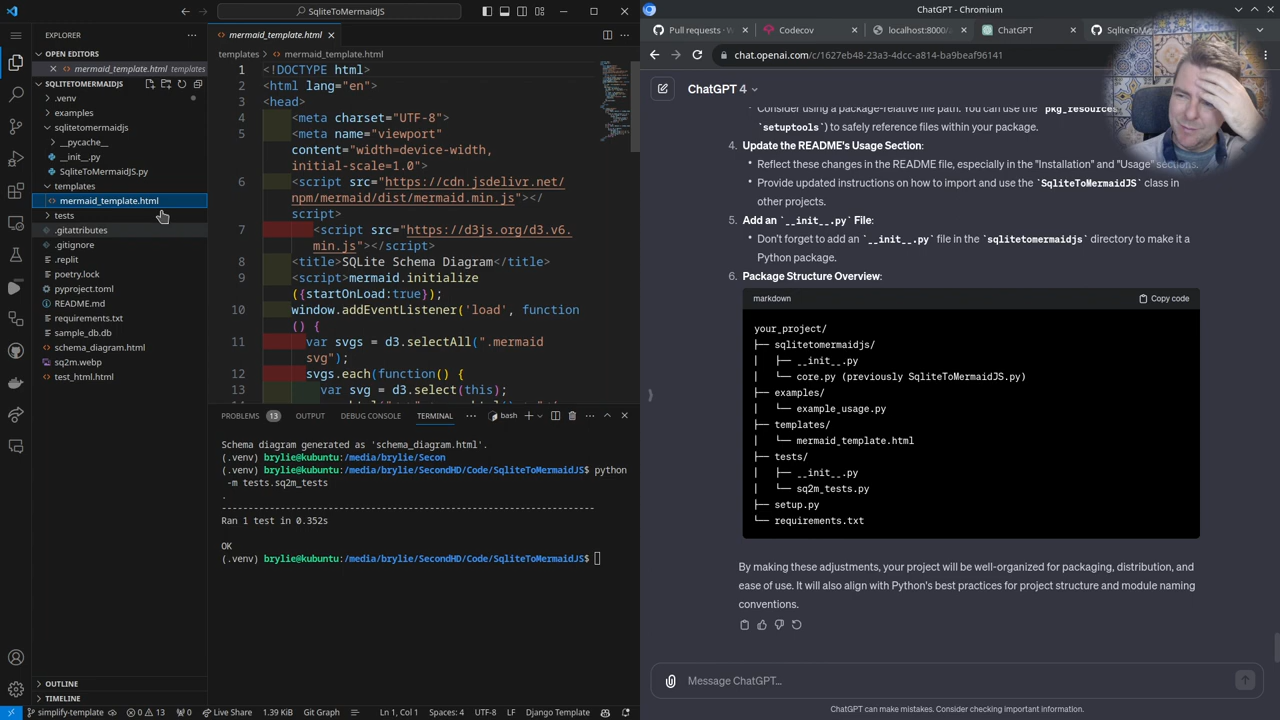 SqliteToMermaidJS
EXPLORER
OPEN EDITORS
mermaid_template.html templates
SQLITETOMERMAIDJS
.venv
examples
sqlitetomermaidjs
__pycache__
__init__.py
SqliteToMermaidJS.py
templates
mermaid_template.html
tests
.gitattributes
.gitignore
.replit
poetry.lock
pyproject.toml
README.md
requirements.txt
sample_db.db
schema_diagram.html
sq2m.webp
test_html.html
OUTLINE
TIMELINE
mermaid_template.html
templates > mermaid_template.html
1 <!DOCTYPE html>
2 <html lang="en">
3 <head>
4 <meta charset="UTF-8">
5 <meta name="viewport"
content="width=device-width,
initial-scale=1.0">
6 <script src="https://cdn.jsdelivr.net/
npm/mermaid/dist/mermaid.min.js"></
script>
7 <script src="https://d3js.org/d3.v6.
min.js"></script>
8 <title>SQLite Schema Diagram</title>
9 <script>mermaid.initialize
({startOnLoad:true});
10 window.addEventListener('load', function
() {
11 var svgs = d3.selectAll(".mermaid
svg");
12 svgs.each(function() {
13 var svg = d3.select(this);
PROBLEMS 13 OUTPUT DEBUG CONSOLE TERMINAL bash
Schema diagram generated as 'schema_diagram.html'.
(.venv) brylie@kubuntu:/media/brylie/Secon
(.venv) brylie@kubuntu:/media/brylie/SecondHD/Code/SqliteToMermaidJS$ python
-m tests.sq2m_tests
.
----------------------------------------------------------------------
Ran 1 test in 0.352s
OK
(.venv) brylie@kubuntu:/media/brylie/SecondHD/Code/SqliteToMermaidJS$
simplify-template 0 13 0 Live Share 1.39 KiB Git Graph Ln 1, Col 1 Spaces: 4 UTF-8 LF Django Template
ChatGPT - Chromium
Pull requests · Codecov localhost:8000/ ChatGPT SqliteToM
chat.openai.com/c/1627eb48-23a3-4dcc-a814-ba9beaf96141
ChatGPT 4
• Consider using a package-relative file path. You can use the pkg_resources
setuptools) to safely reference files within your package.
4. Update the README's Usage Section:
• Reflect these changes in the README file, especially in the "Installation" and "Usage" sections.
• Provide updated instructions on how to import and use the SqliteToMermaidJS class in
other projects.
5. Add an __init__.py File:
• Don't forget to add an __init__.py file in the sqlitetomermaidjs directory to make it a
Python package.
6. Package Structure Overview:
markdown Copy code
your_project/
├── sqlitetomermaidjs/
│ ├── __init__.py
│ └── core.py (previously SqliteToMermaidJS.py)
├── examples/
│ └── example_usage.py
├── templates/
│ └── mermaid_template.html
├── tests/
│ ├── __init__.py
│ └── sq2m_tests.py
├── setup.py
└── requirements.txt
By making these adjustments, your project will be well-organized for packaging, distribution, and
ease of use. It will also align with Python's best practices for project structure and module naming
conventions.
Message ChatGPT…
ChatGPT can make mistakes. Consider checking important information.